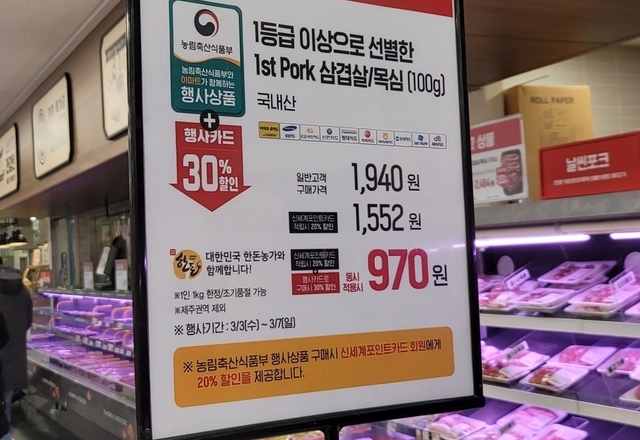 농림축산식품부
농림축산식품부와
이마트가 함께하는
행사상품
+
행사카드
30%
할인
1등급 이상으로 선별한
1st Pork 삼겹살/목심 (100g)
국내산
일반고객
구매가격
1,940 원
신세계포인트카드
적립시 20% 할인
1,552 원
신세계포인트카드
적립시 20% 할인
+
행사카드로
구매시 30% 할인
동시
적용시
970원
한돈
대한민국 한돈농가와
함께합니다!
※1인 1kg 한정/조기품절 가능
※제주권역 제외
※ 행사기간 : 3/3(수) ~ 3/7(일)
※ 농림축산식품부 행사상품 구매시 신세계포인트카드 회원에게
20% 할인을 제공합니다.
ROLL PAPER
상품
날씬포크